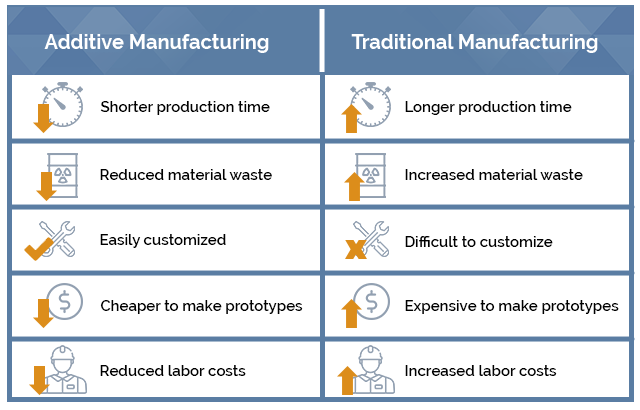 Additive Manufacturing
Traditional Manufacturing
Shorter production time
Longer production time
Reduced material waste
Increased material waste
Easily customized
Difficult to customize
Cheaper to make prototypes
Expensive to make prototypes
Reduced labor costs
Increased labor costs